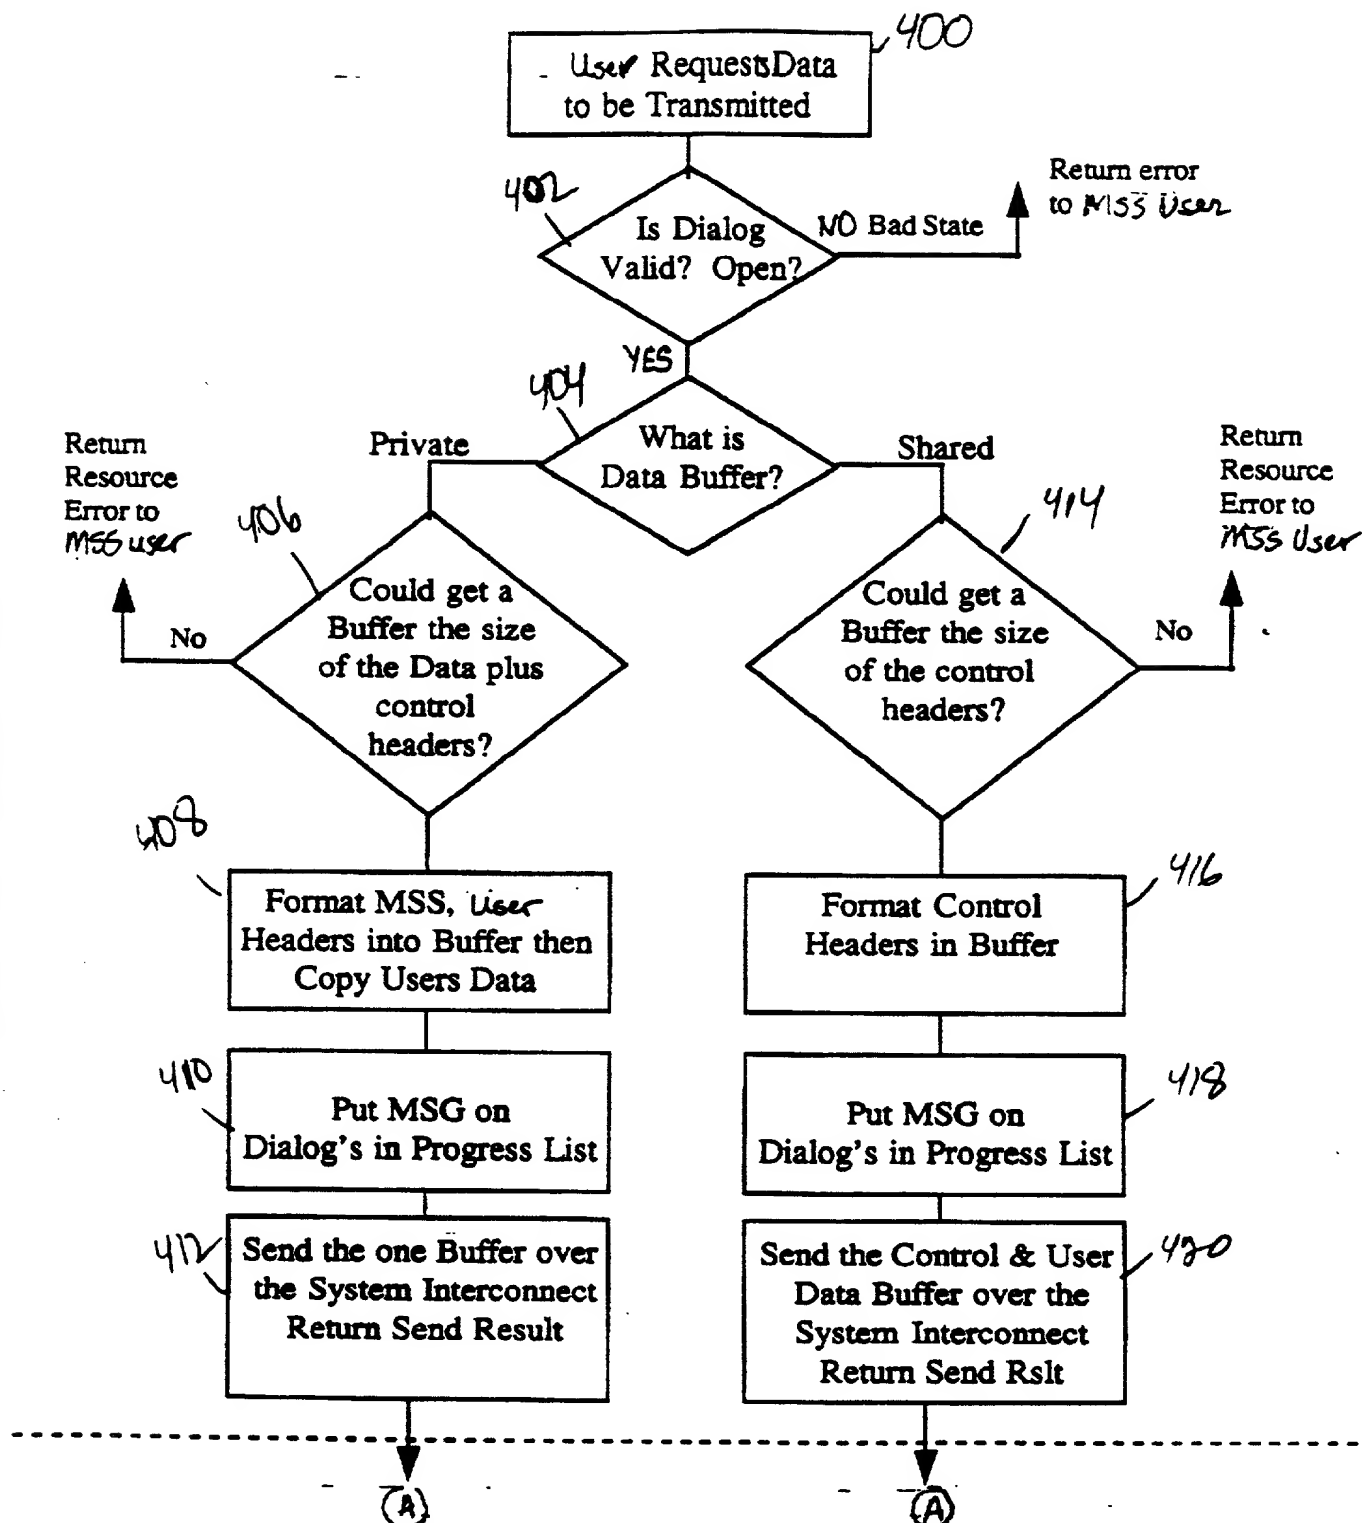 400
User RequestsData
to be Transmitted
402
Is Dialog
Valid? Open?
NO Bad State
Return error
to MSS User
YES
404
What is
Data Buffer?
Private
Shared
Return
Resource
Error to
MSS user
406
No
Could get a
Buffer the size
of the Data plus
control
headers?
Return
Resource
Error to
MSS User
414
No
Could get a
Buffer the size
of the control
headers?
408
Format MSS, User
Headers into Buffer then
Copy Users Data
416
Format Control
Headers in Buffer
410
Put MSG on
Dialog's in Progress List
418
Put MSG on
Dialog's in Progress List
412
Send the one Buffer over
the System Interconnect
Return Send Result
420
Send the Control & User
Data Buffer over the
System Interconnect
Return Send Rslt
A
A